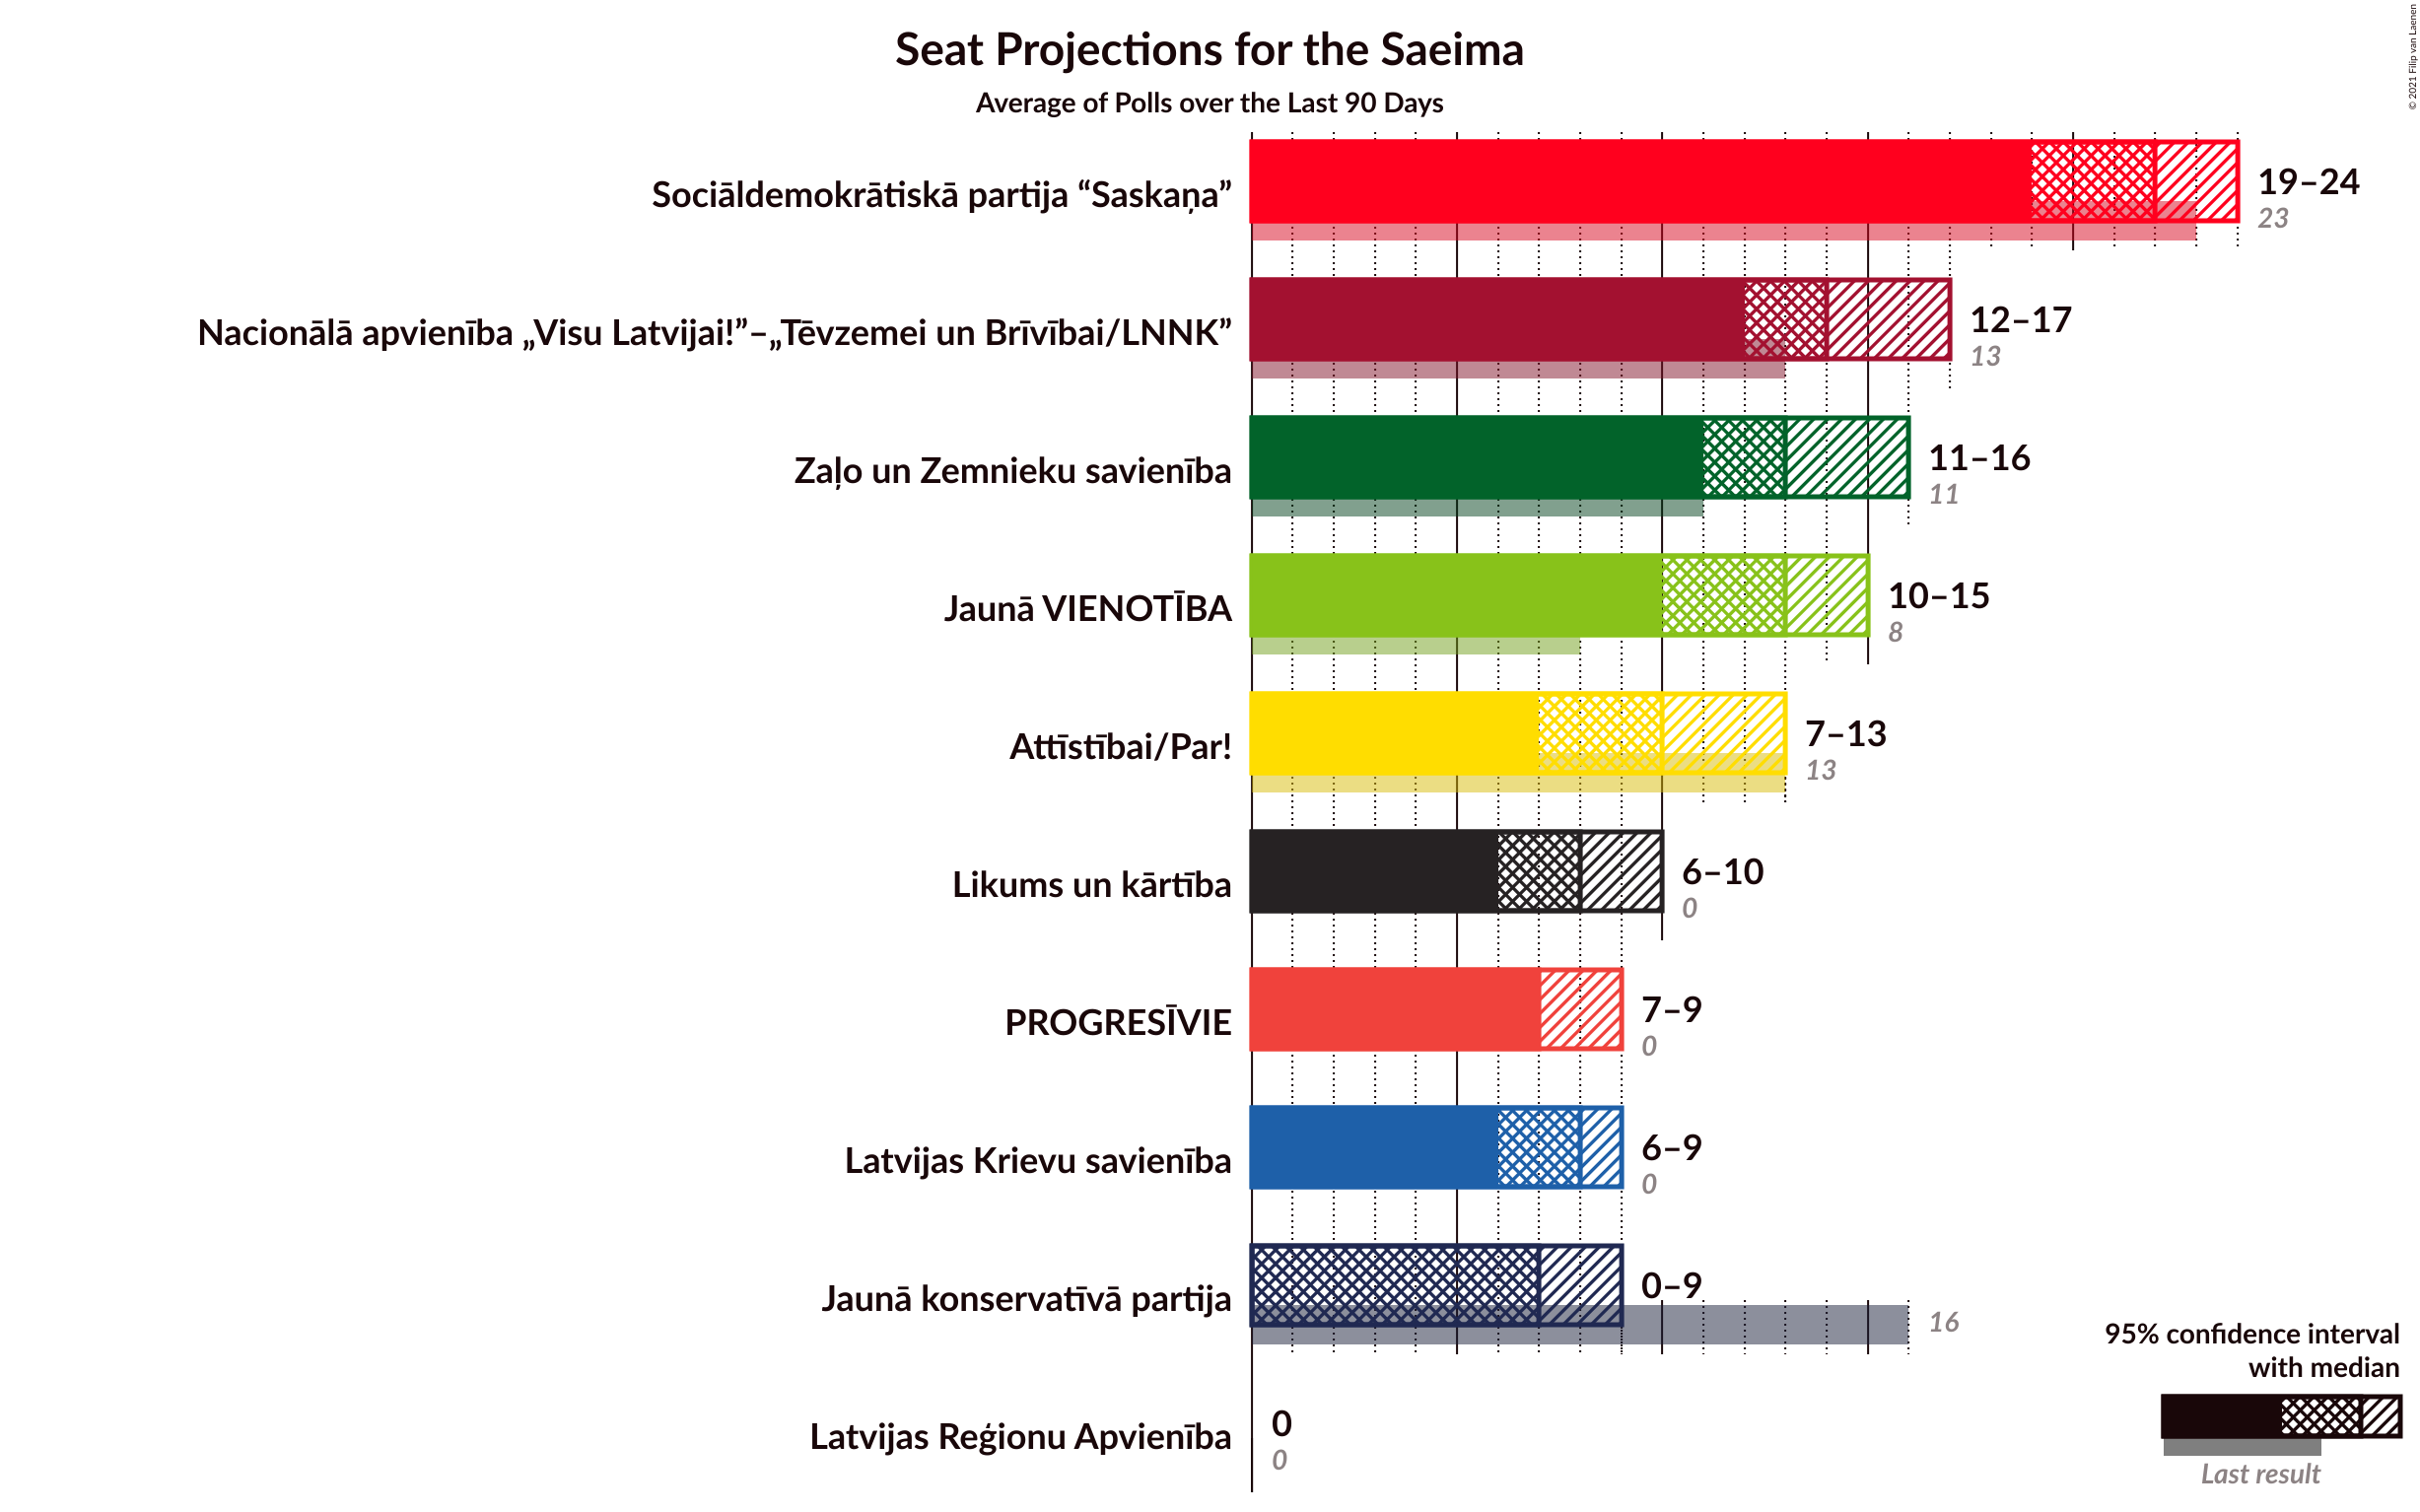 Seat Projections for the Saeima
Average of Polls over the Last 90 Days
© 2021 Filip van Laenen
Sociāldemokrātiskā partija “Saskaņa”
19–24
23
Nacionālā apvienība „Visu Latvijai!”–„Tēvzemei un Brīvībai/LNNK”
12–17
13
Zaļo un Zemnieku savienība
11–16
11
Jaunā VIENOTĪBA
10–15
8
Attīstībai/Par!
7–13
13
Likums un kārtība
6–10
0
PROGRESĪVIE
7–9
0
Latvijas Krievu savienība
6–9
0
Jaunā konservatīvā partija
0–9
16
Latvijas Reģionu Apvienība
0
0
95% confidence interval
with median
Last result